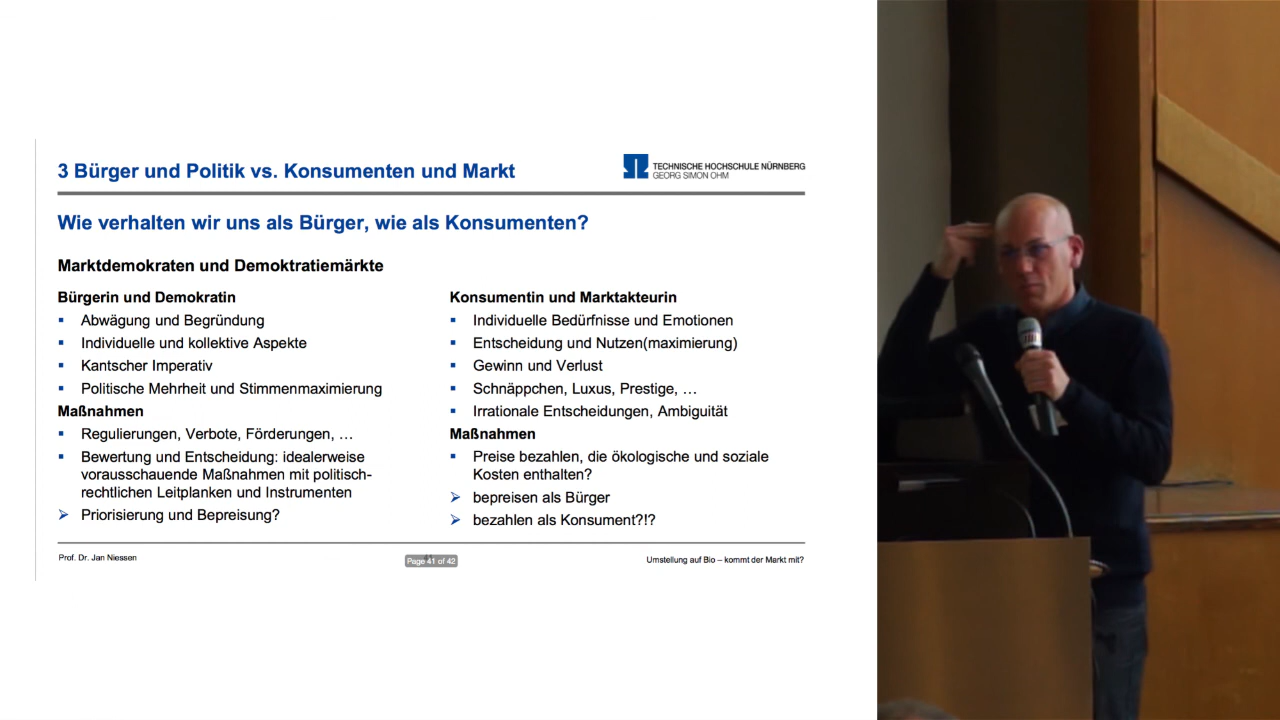 3 Bürger und Politik vs. Konsumenten und Markt
TECHNISCHE HOCHSCHULE NÜRNBERG
GEORG SIMON OHM
Wie verhalten wir uns als Bürger, wie als Konsumenten?
Marktdemokraten und Demoktratiemärkte
Bürgerin und Demokratin
▪ Abwägung und Begründung
▪ Individuelle und kollektive Aspekte
▪ Kantscher Imperativ
▪ Politische Mehrheit und Stimmenmaximierung
Maßnahmen
▪ Regulierungen, Verbote, Förderungen, …
▪ Bewertung und Entscheidung: idealerweise
vorausschauende Maßnahmen mit politisch-
rechtlichen Leitplanken und Instrumenten
➢ Priorisierung und Bepreisung?
Konsumentin und Marktakteurin
▪ Individuelle Bedürfnisse und Emotionen
▪ Entscheidung und Nutzen(maximierung)
▪ Gewinn und Verlust
▪ Schnäppchen, Luxus, Prestige, …
▪ Irrationale Entscheidungen, Ambiguität
Maßnahmen
▪ Preise bezahlen, die ökologische und soziale
Kosten enthalten?
➢ bepreisen als Bürger
➢ bezahlen als Konsument?!?
Prof. Dr. Jan Niessen
Page 41 of 42
Umstellung auf Bio – kommt der Markt mit?